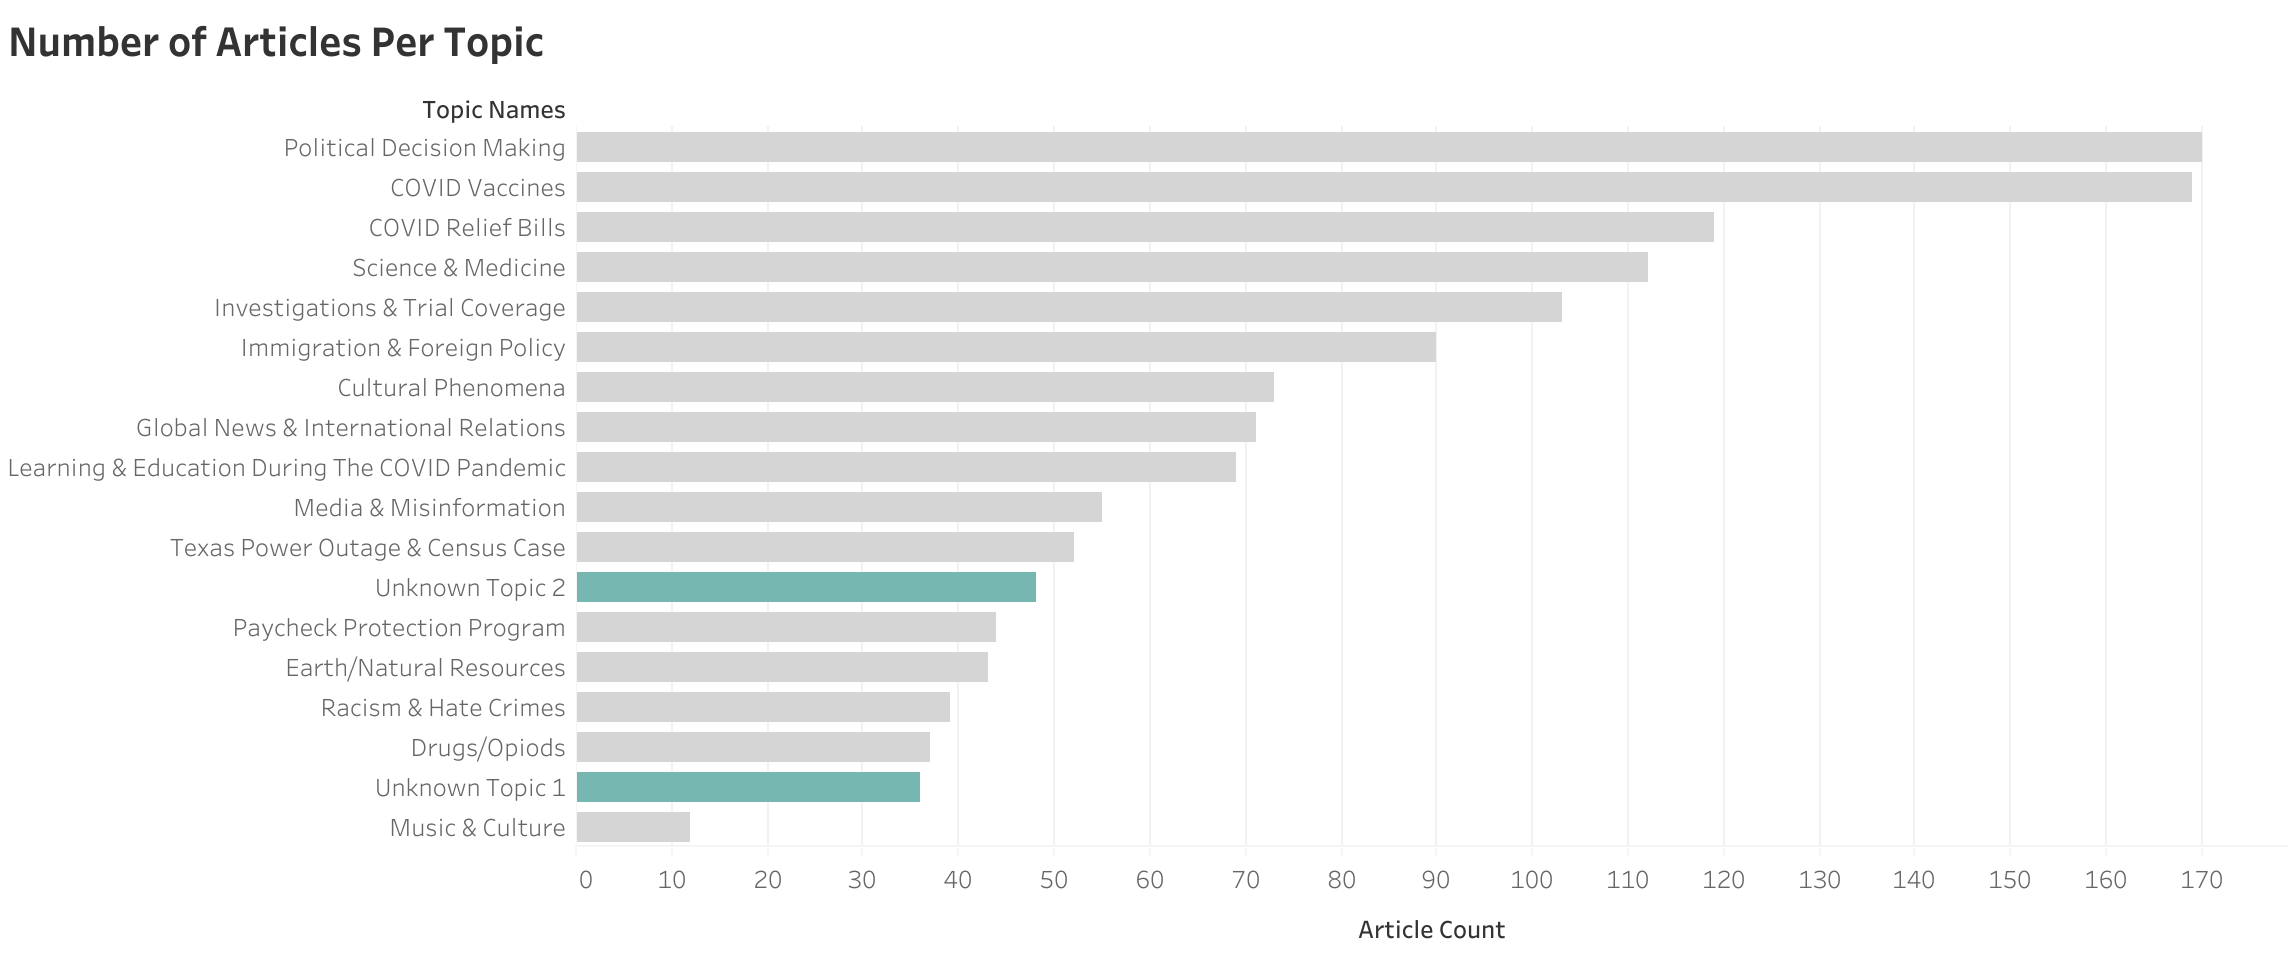 Number of Articles Per Topic
Topic Names
Political Decision Making
COVID Vaccines
COVID Relief Bills
Science & Medicine
Investigations & Trial Coverage
Immigration & Foreign Policy
Cultural Phenomena
Global News & International Relations
Learning & Education During The COVID Pandemic
Media & Misinformation
Texas Power Outage & Census Case
Unknown Topic 2
Paycheck Protection Program
Earth/Natural Resources
Racism & Hate Crimes
Drugs/Opiods
Unknown Topic 1
Music & Culture
0 10 20 30 40 50 60 70 80 90 100 110 120 130 140 150 160 170
Article Count